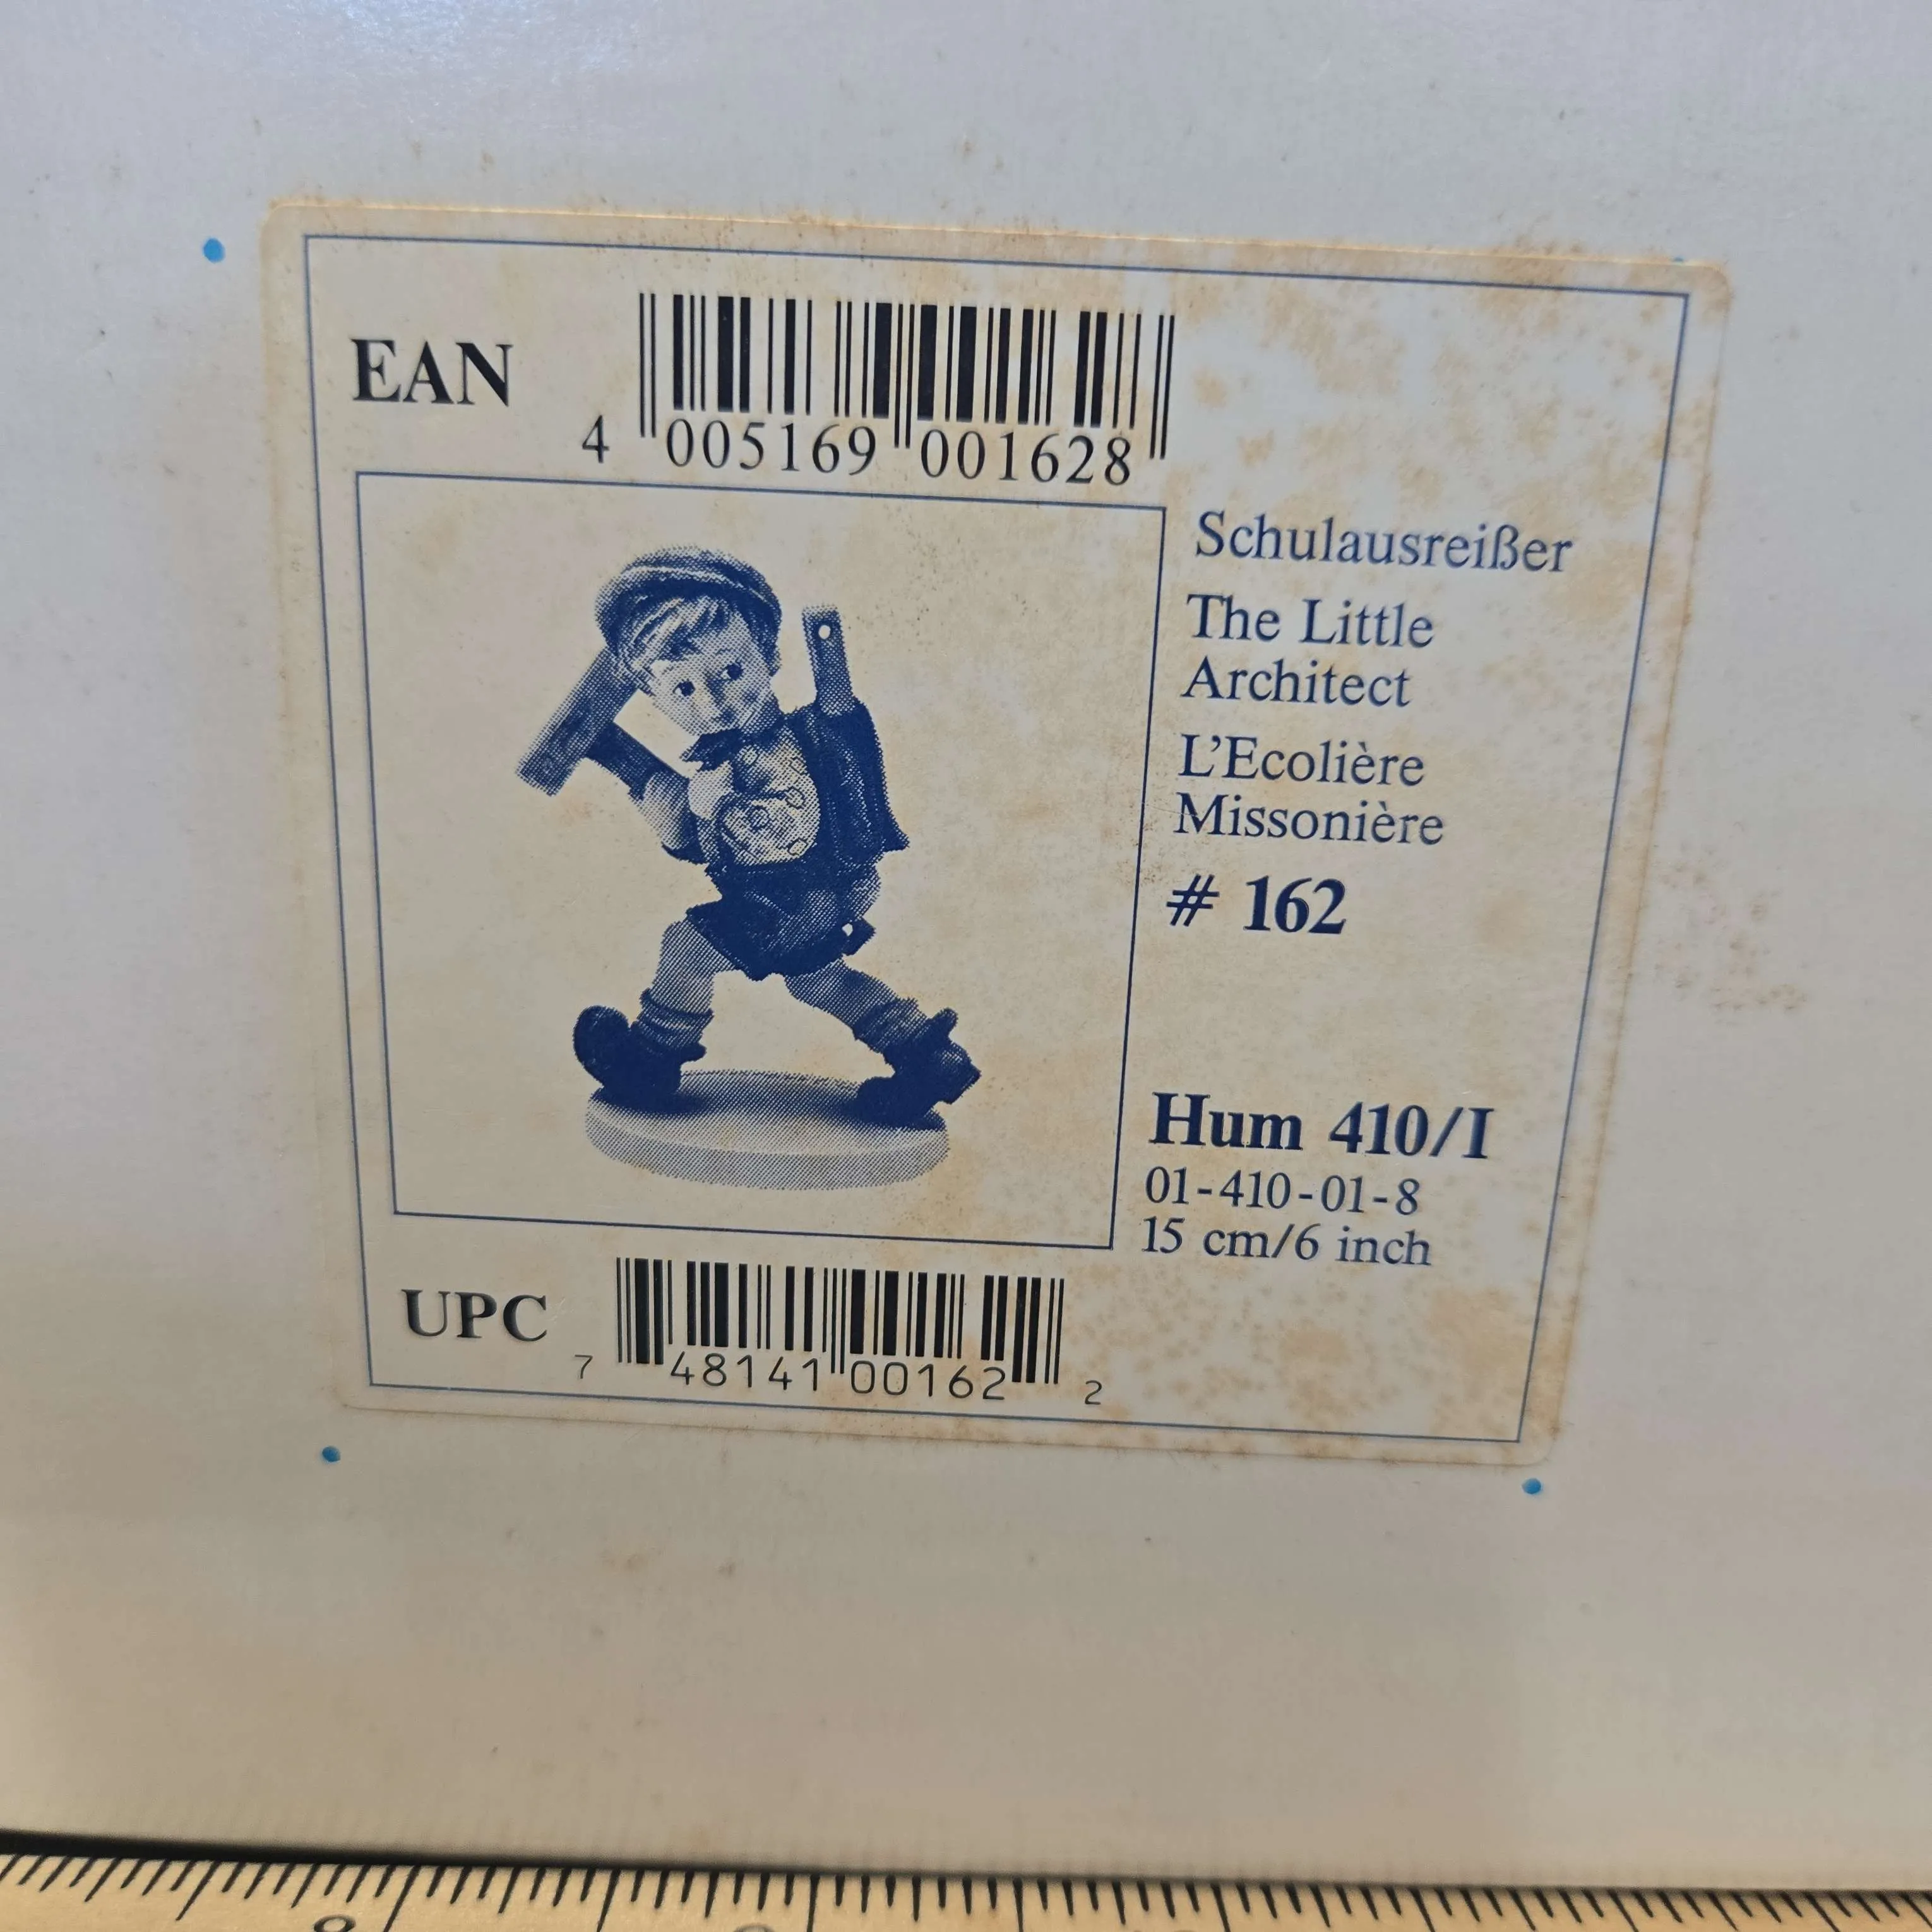 EAN
4 005169 001628
Schulausreißer
The Little
Architect
L'Ecolière
Missonière
# 162
Hum 410/I
01-410-01-8
15 cm/6 inch
UPC
7 48141 00162 2